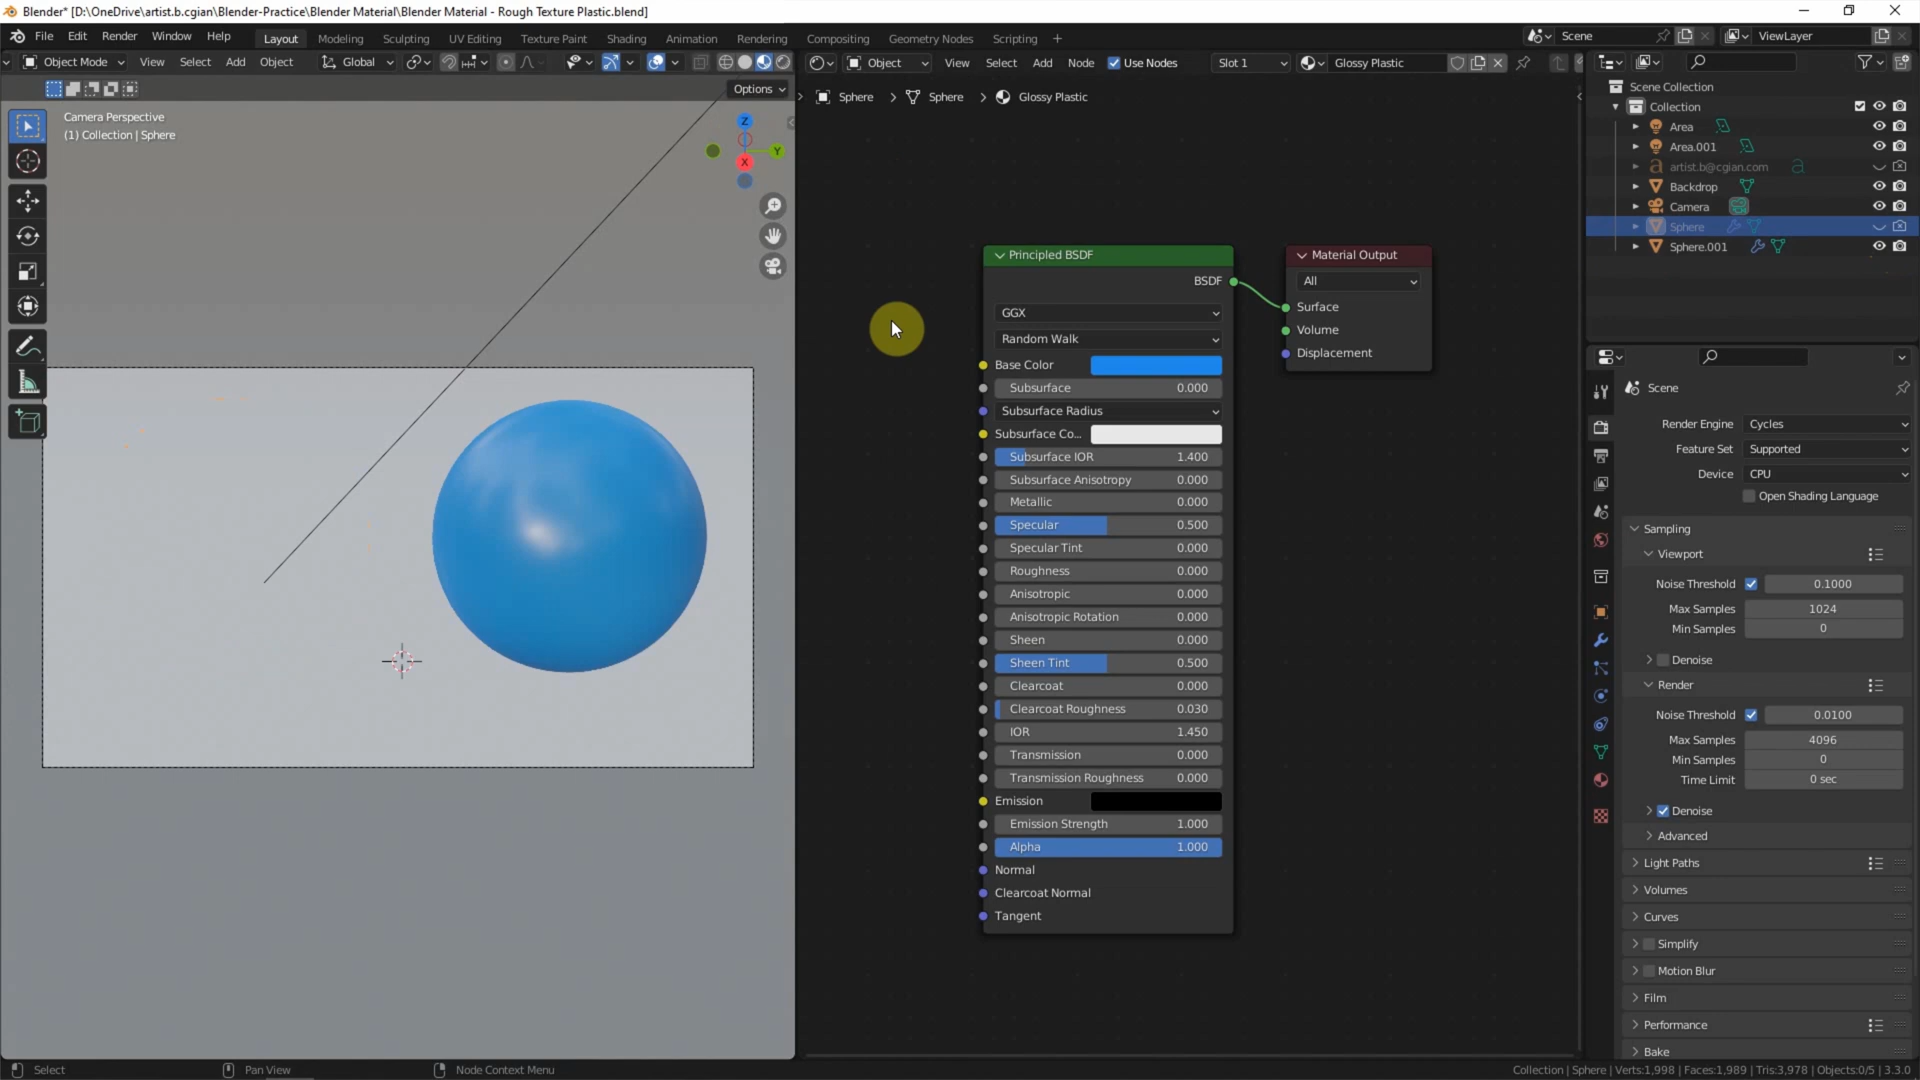 Blender* [D:\OneDrive\artist.b.cgian\Blender-Practice\Blender Material\Blender Material - Rough Texture Plastic.blend]
File Edit Render Window Help Layout Modeling Sculpting UV Editing Texture Paint Shading Animation Rendering Compositing Geometry Nodes Scripting + Scene ViewLayer
Object Mode View Select Add Object Global Object View Select Add Node Use Nodes Slot 1 Glossy Plastic
Options
Sphere > Sphere > Glossy Plastic
Camera Perspective
(1) Collection | Sphere
Z
Y
X
Principled BSDF
BSDF
GGX
Random Walk
Base Color
Subsurface 0.000
Subsurface Radius
Subsurface Co...
Subsurface IOR 1.400
Subsurface Anisotropy 0.000
Metallic 0.000
Specular 0.500
Specular Tint 0.000
Roughness 0.000
Anisotropic 0.000
Anisotropic Rotation 0.000
Sheen 0.000
Sheen Tint 0.500
Clearcoat 0.000
Clearcoat Roughness 0.030
IOR 1.450
Transmission 0.000
Transmission Roughness 0.000
Emission
Emission Strength 1.000
Alpha 1.000
Normal
Clearcoat Normal
Tangent
Material Output
All
Surface
Volume
Displacement
Scene Collection
Collection
Area
Area.001
artist.b@cgian.com
Backdrop
Camera
Sphere
Sphere.001
Scene
Render Engine Cycles
Feature Set Supported
Device CPU
Open Shading Language
Sampling
Viewport
Noise Threshold 0.1000
Max Samples 1024
Min Samples 0
Denoise
Render
Noise Threshold 0.0100
Max Samples 4096
Min Samples 0
Time Limit 0 sec
Denoise
Advanced
Light Paths
Volumes
Curves
Simplify
Motion Blur
Film
Performance
Bake
Select Pan View Node Context Menu Collection | Sphere | Verts:1,998 | Faces:1,989 | Tris:3,978 | Objects:0/5 | 3.3.0